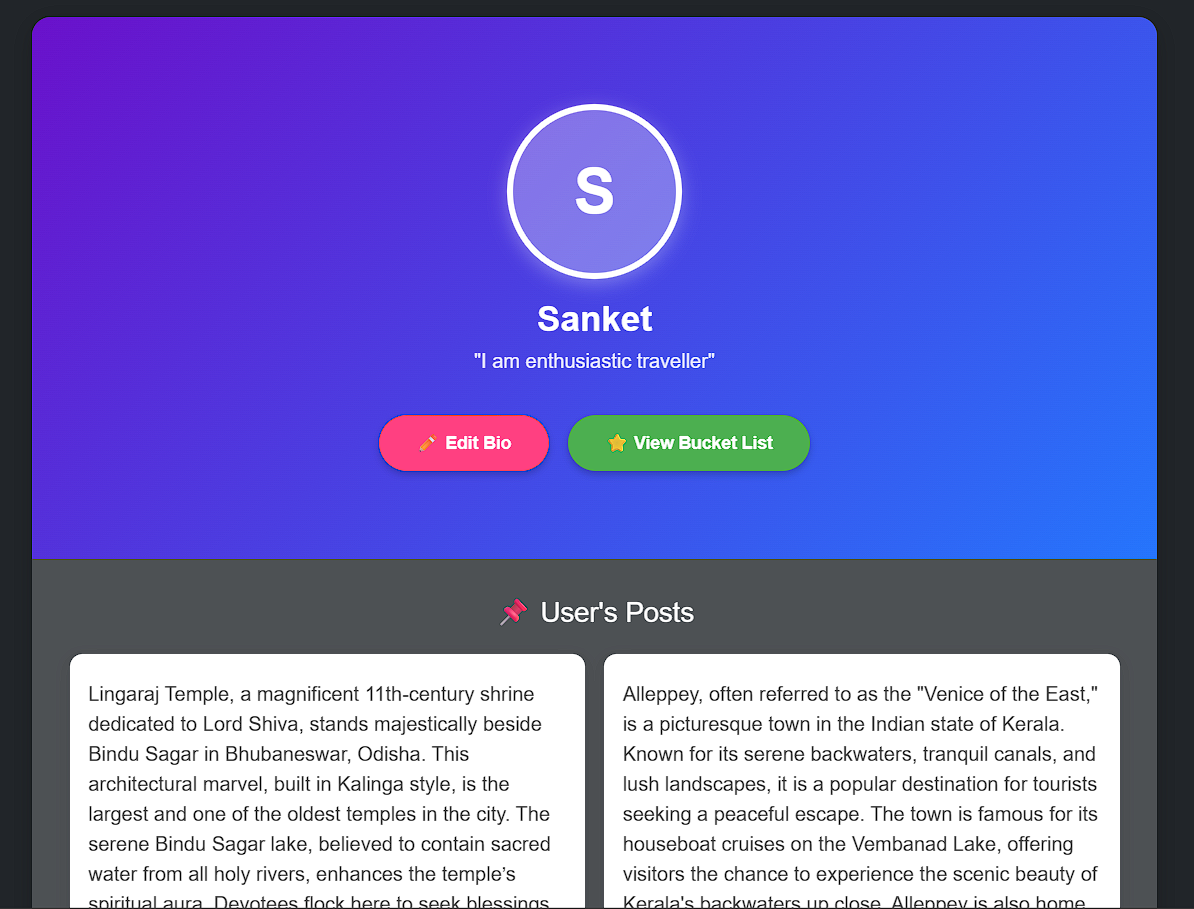 S
Sanket
"I am enthusiastic traveller"
✏️ Edit Bio
⭐ View Bucket List
📌 User's Posts
Lingaraj Temple, a magnificent 11th-century shrine
dedicated to Lord Shiva, stands majestically beside
Bindu Sagar in Bhubaneswar, Odisha. This
architectural marvel, built in Kalinga style, is the
largest and one of the oldest temples in the city. The
serene Bindu Sagar lake, believed to contain sacred
water from all holy rivers, enhances the temple’s
spiritual aura. Devotees flock here to seek blessings
Alleppey, often referred to as the "Venice of the East,"
is a picturesque town in the Indian state of Kerala.
Known for its serene backwaters, tranquil canals, and
lush landscapes, it is a popular destination for tourists
seeking a peaceful escape. The town is famous for its
houseboat cruises on the Vembanad Lake, offering
visitors the chance to experience the scenic beauty of
Kerala's backwaters up close. Alleppey is also home